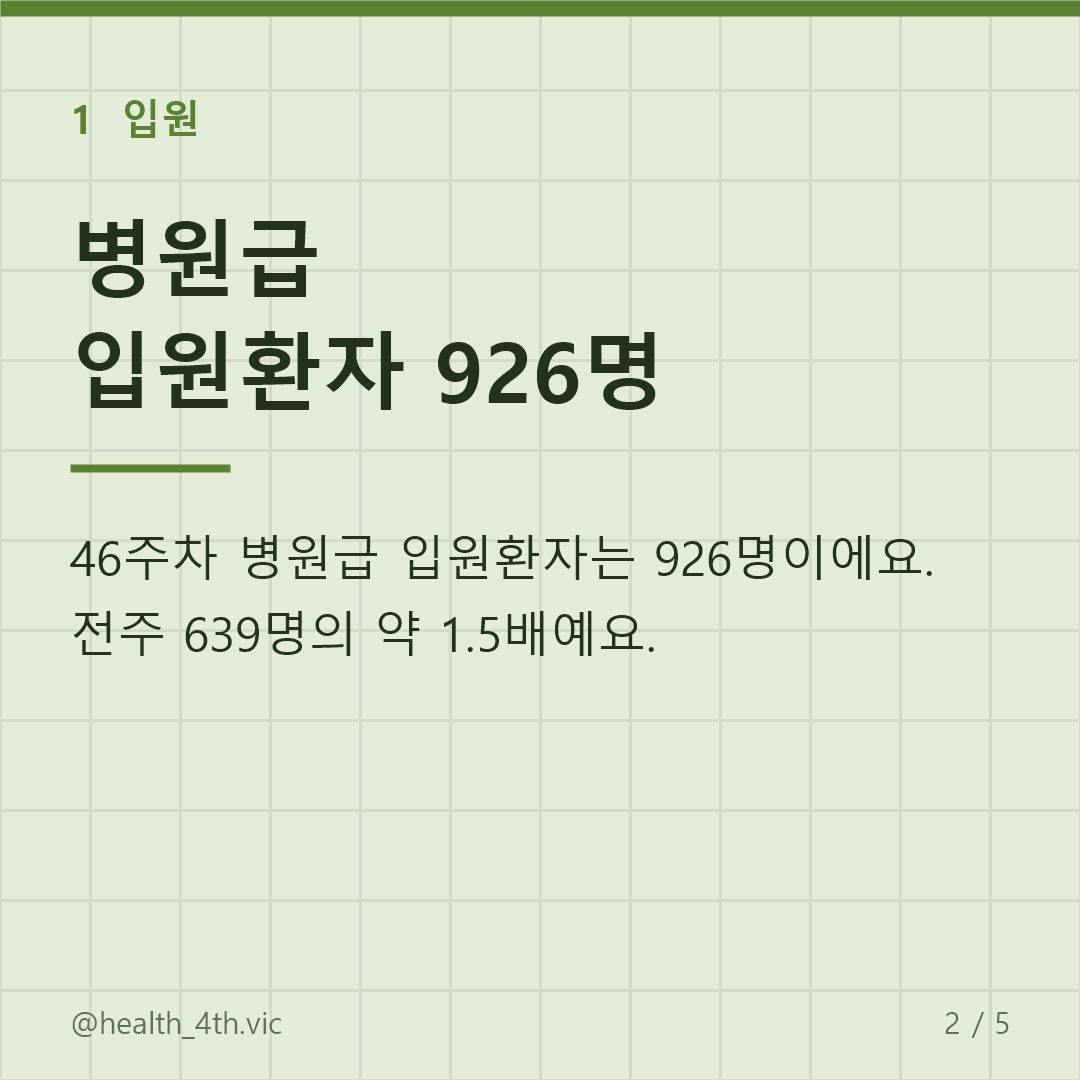 1 입원
병원급
입원환자 926명
46주차 병원급 입원환자는 926명이에요.
전주 639명의 약 1.5배예요.
@health_4th.vic
2 / 5